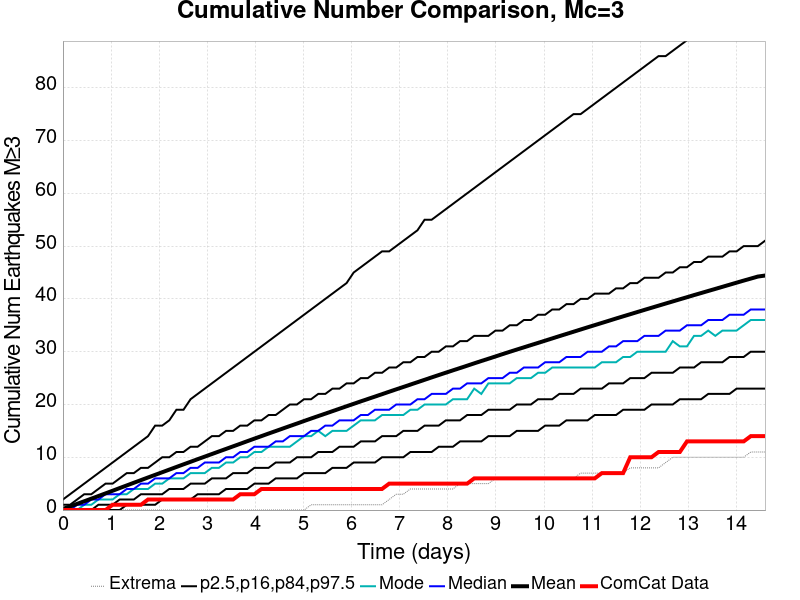 Cumulative Number Comparison, Mc=3
Cumulative Num Earthquakes M≥3
80
70
60
50
40
30
20
10
0
0 1 2 3 4 5 6 7 8 9 10 11 12 13 14
Time (days)
Extrema p2.5,p16,p84,p97.5 Mode Median Mean ComCat Data